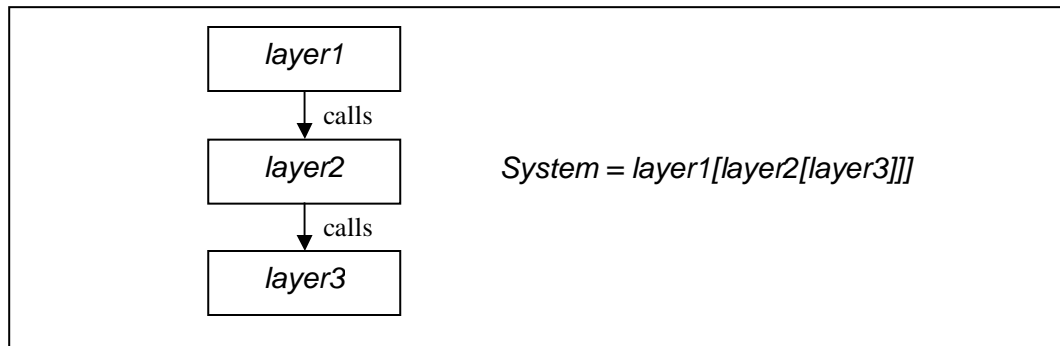 layer1
calls
layer2
System = layer1[layer2[layer3]]]
calls
layer3